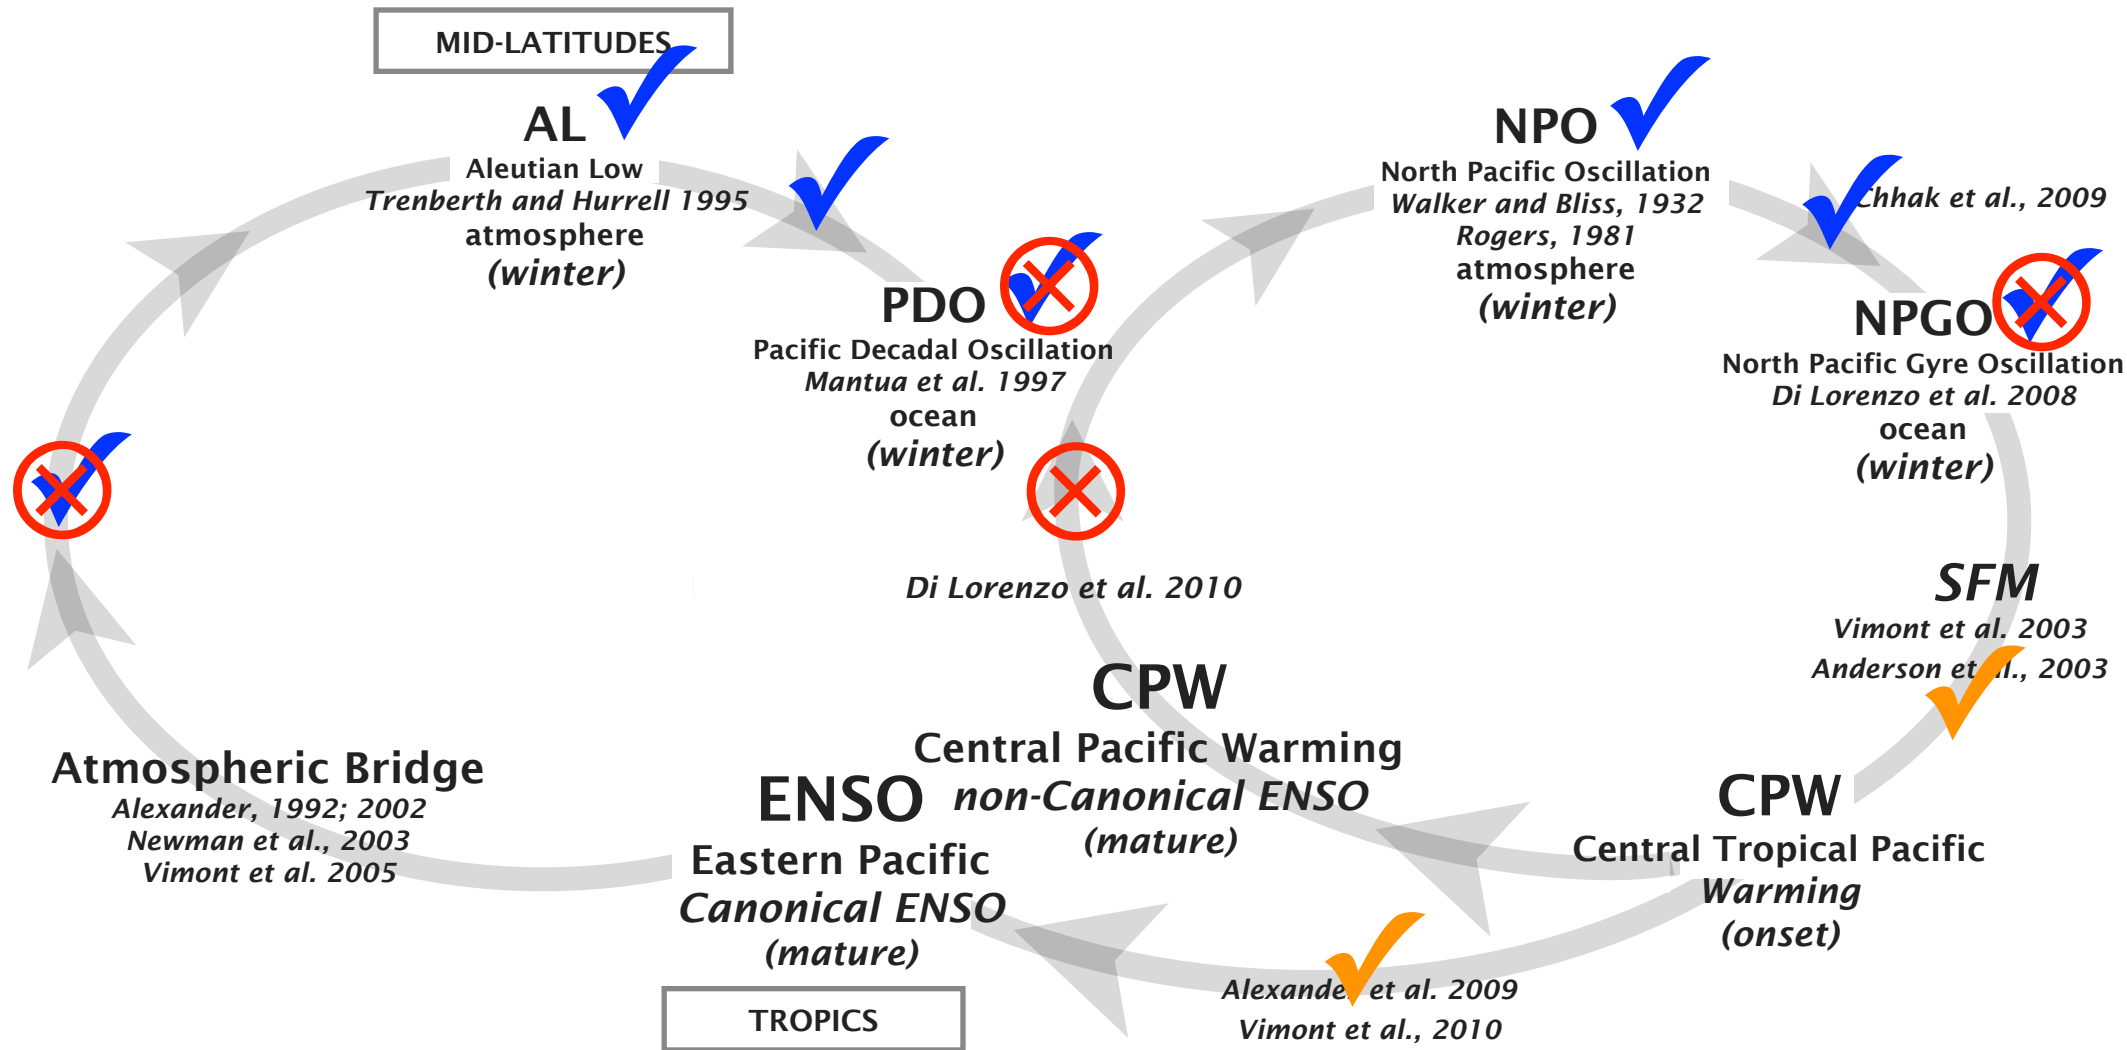 MID-LATITUDES
AL
Aleutian Low
Trenberth and Hurrell 1995
atmosphere
(winter)
PDO
Pacific Decadal Oscillation
Mantua et al. 1997
ocean
(winter)
NPO
North Pacific Oscillation
Walker and Bliss, 1932
Rogers, 1981
atmosphere
(winter)
Chhak et al., 2009
NPGO
North Pacific Gyre Oscillation
Di Lorenzo et al. 2008
ocean
(winter)
Di Lorenzo et al. 2010
SFM
Vimont et al. 2003
Anderson et al., 2003
CPW
Central Pacific Warming
non-Canonical ENSO
(mature)
CPW
Central Tropical Pacific
Warming
(onset)
Atmospheric Bridge
Alexander, 1992; 2002
Newman et al., 2003
Vimont et al. 2005
ENSO
Eastern Pacific
Canonical ENSO
(mature)
Alexander et al. 2009
Vimont et al., 2010
TROPICS